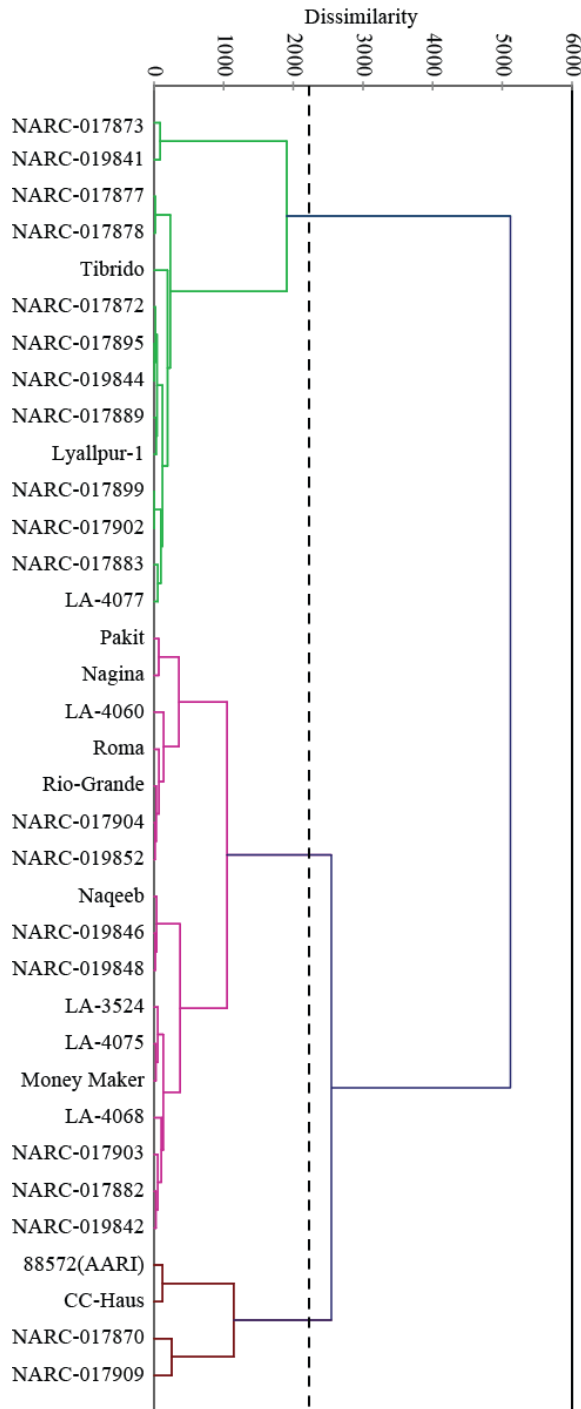 Dissimilarity
0
1000
2000
3000
4000
5000
6000
NARC-017873
NARC-019841
NARC-017877
NARC-017878
Tibrido
NARC-017872
NARC-017895
NARC-019844
NARC-017889
Lyallpur-1
NARC-017899
NARC-017902
NARC-017883
LA-4077
Pakit
Nagina
LA-4060
Roma
Rio-Grande
NARC-017904
NARC-019852
Naqeeb
NARC-019846
NARC-019848
LA-3524
LA-4075
Money Maker
LA-4068
NARC-017903
NARC-017882
NARC-019842
88572(AARI)
CC-Haus
NARC-017870
NARC-017909